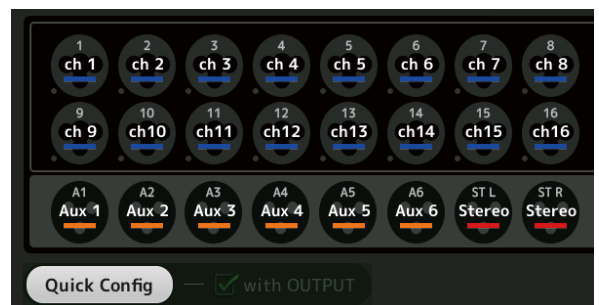 1 2 3 4 5 6 7 8
ch 1 ch 2 ch 3 ch 4 ch 5 ch 6 ch 7 ch 8
9 10 11 12 13 14 15 16
ch 9 ch10 ch11 ch12 ch13 ch14 ch15 ch16
A1 A2 A3 A4 A5 A6 ST L ST R
Aux 1 Aux 2 Aux 3 Aux 4 Aux 5 Aux 6 Stereo Stereo
Quick Config with OUTPUT